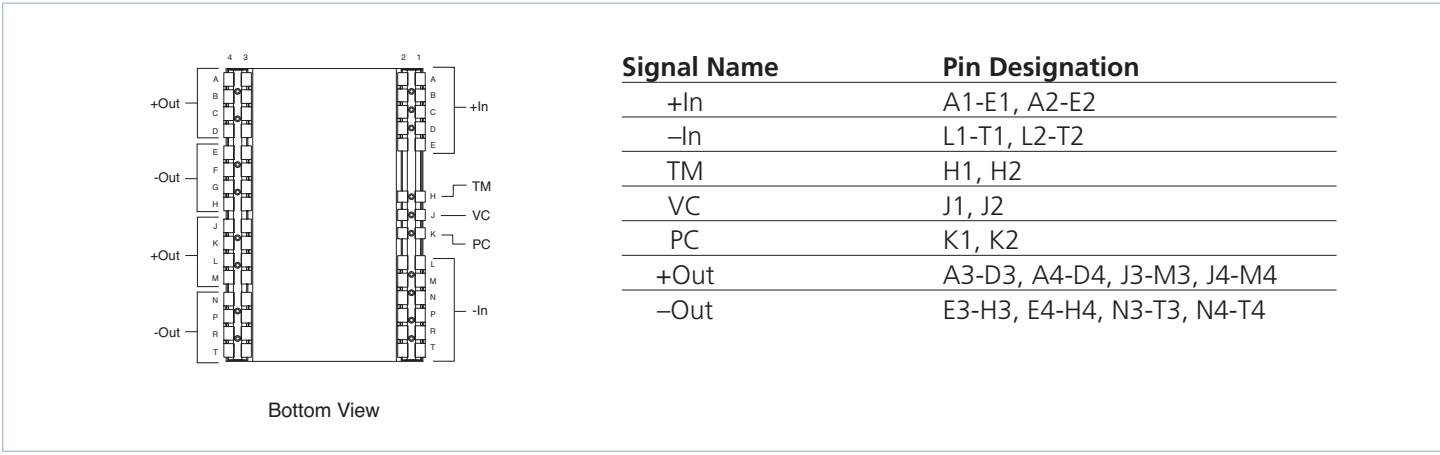 4 3 2 1
A A
B B
+Out +In
C C
D D
E E
F
-Out
G
H H TM
J J VC
K K PC
+Out
L L
M M
N N
P P -In
-Out
R R
T T
Bottom View
Signal Name Pin Designation
+In A1-E1, A2-E2
–In L1-T1, L2-T2
TM H1, H2
VC J1, J2
PC K1, K2
+Out A3-D3, A4-D4, J3-M3, J4-M4
–Out E3-H3, E4-H4, N3-T3, N4-T4